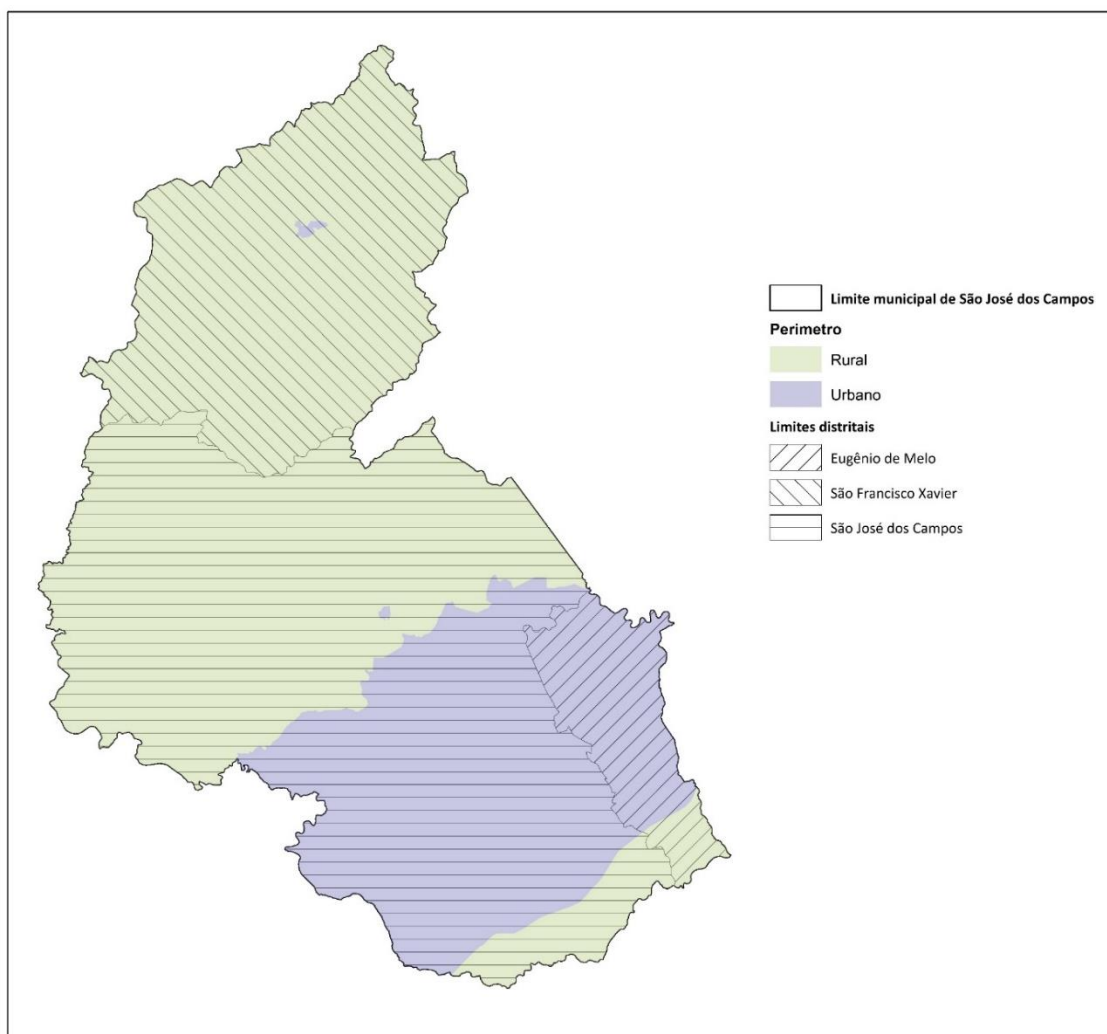 Limite municipal de São José dos Campos
Perimetro
Rural
Urbano
Limites distritais
Eugênio de Melo
São Francisco Xavier
São José dos Campos